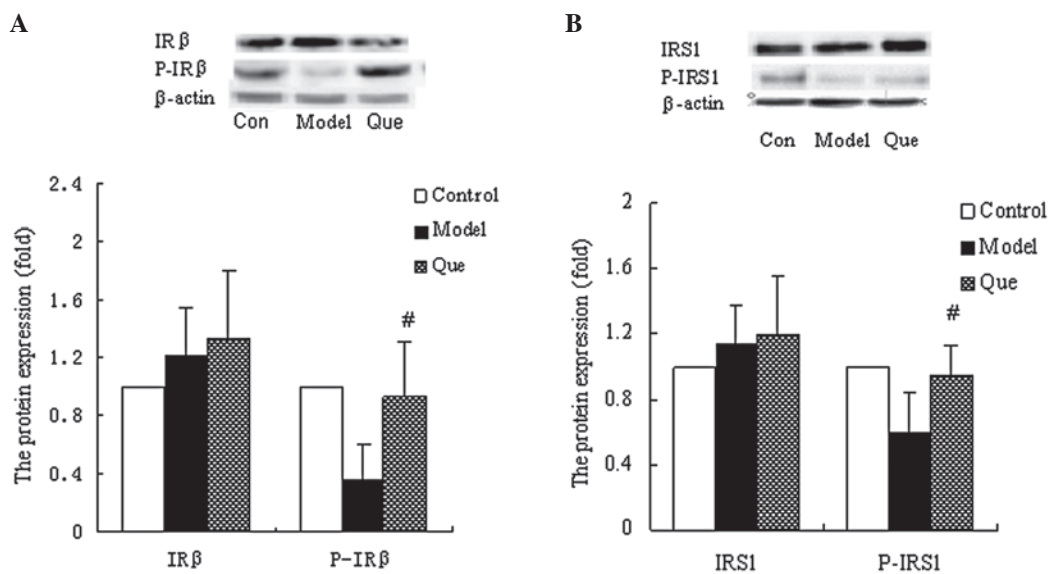 A
IRβ
P-IRβ
β-actin
Con Model Que
2.4
2
1.6
1.2
0.8
0.4
0
The protein expression (fold)
Control
Model
Que
#
IRβ P-IRβ
B
IRS1
P-IRS1
β-actin
Con Model Que
2
1.6
1.2
0.8
0.4
0
The protein expression (fold)
Control
Model
Que
#
IRS1 P-IRS1